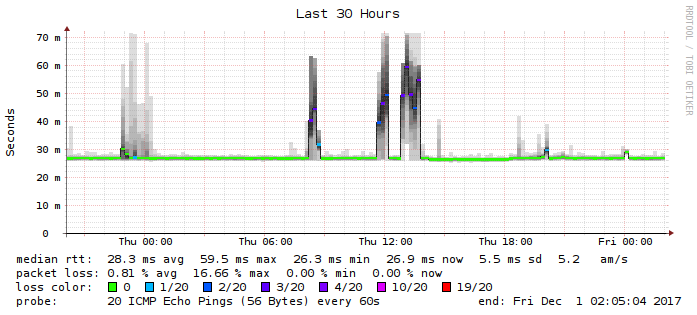 Last 30 Hours
RRDTOOL / TOBI OETIKER
Seconds
70 m
60 m
50 m
40 m
30 m
20 m
10 m
0
Thu 00:00 Thu 06:00 Thu 12:00 Thu 18:00 Fri 00:00
median rtt: 28.3 ms avg 59.5 ms max 26.3 ms min 26.9 ms now 5.5 ms sd 5.2 am/s
packet loss: 0.81 % avg 16.66 % max 0.00 % min 0.00 % now
loss color: 0 1/20 2/20 3/20 4/20 10/20 19/20
probe: 20 ICMP Echo Pings (56 Bytes) every 60s end: Fri Dec 1 02:05:04 2017